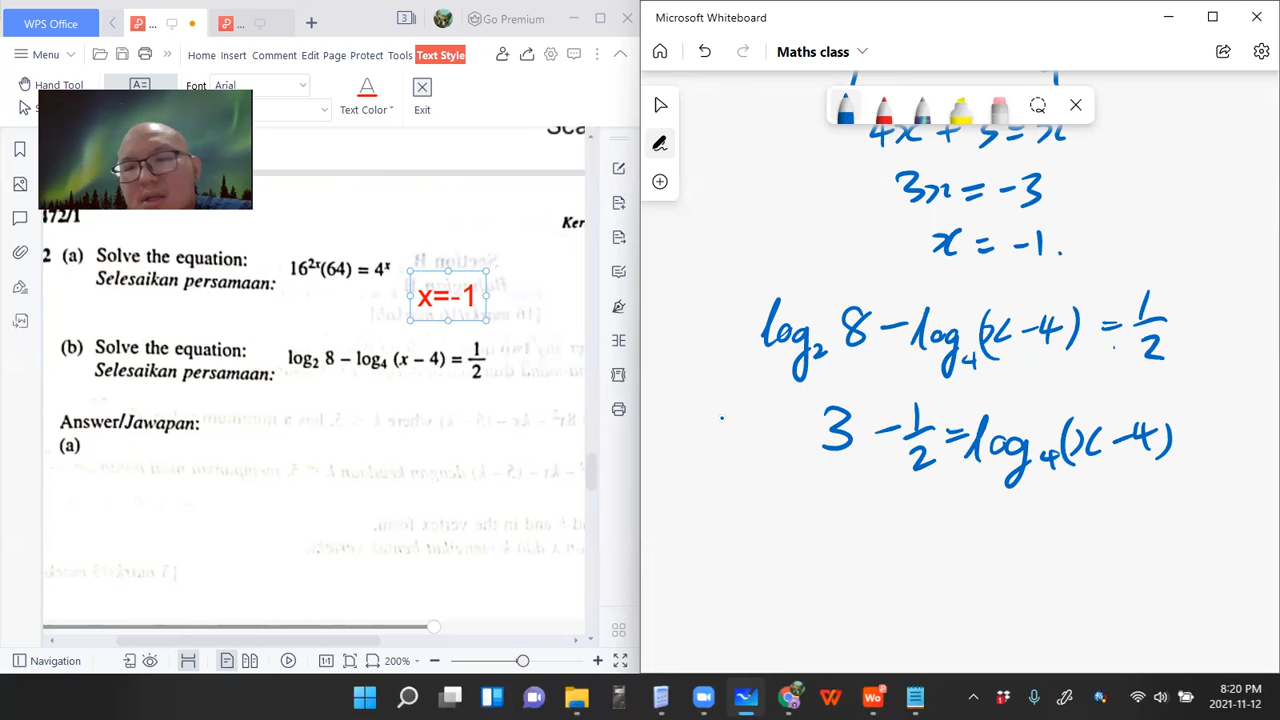 WPS Office
...
...
3
Go Premium
Menu
Home Insert Comment Edit Page Protect Tools Text Style
Hand Tool
Font Arial
Text Color
Exit
472/1
Ker
2 (a) Solve the equation: 16²ˣ(64) = 4ˣ
Selesaikan persamaan:
x=-1
(b) Solve the equation: log₂ 8 – log₄ (x – 4) = 1/2
Selesaikan persamaan:
Answer/Jawapan:
(a)
Navigation
200%
Microsoft Whiteboard
Maths class
4x + 3 = x
3x = -3
x = -1.
log₂ 8 - log₄(x - 4) = 1/2
3 - 1/2 = log₄(x - 4)
8:20 PM
2021-11-12